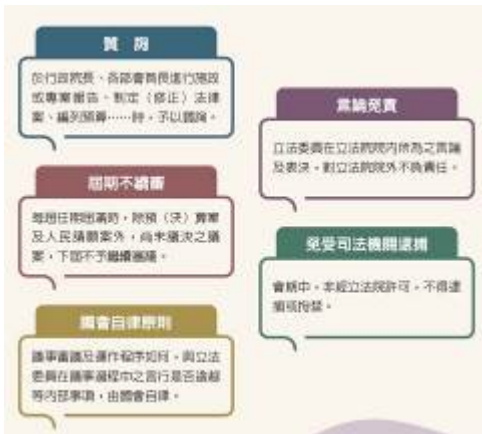 質詢
於行政院長、各部會首長進行施政
或專案報告、制定（修正）法律
案、編列預算……時，予以質詢。
屆期不續審
每屆任期屆滿時，除預（決）算案
及人民請願案外，尚未議決之議
案，下屆不予繼續審議。
國會自律原則
議事審議及運作程序如何，與立法
委員在議事過程中之言行是否逾越
等內部事項，由國會自律。
言論免責
立法委員在立法院院內所為之言論
及表決，對立法院院外不負責任。
免受司法機關逮捕
會期中，非經立法院許可，不得逮
捕或拘禁。